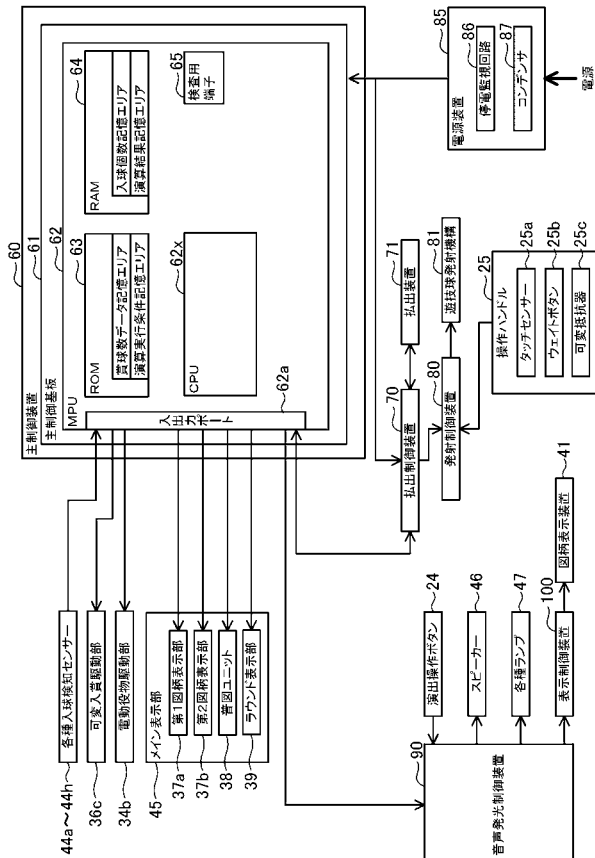 60
主制御装置
61
主制御基板
62
MPU
ROM
63
賞球数データ記憶エリア
演算実行条件記憶エリア
RAM
64
入球個数記憶エリア
演算結果記憶エリア
CPU
62x
検査用端子
65
入出力ポート
62a
44a～44h
各種入球検知センサー
36c
可変入賞駆動部
34b
電動役物駆動部
45
メイン表示部
37a
第1図柄表示部
37b
第2図柄表示部
38
普図ユニット
39
ラウンド表示部
70
払出制御装置
71
払出装置
80
発射制御装置
81
遊技球発射機構
85
電源装置
86
停電監視回路
87
コンデンサ
電源
25
操作ハンドル
タッチセンサー
25a
ウェイトボタン
25b
可変抵抗器
25c
90
音声発光制御装置
演出操作ボタン
24
スピーカー
46
各種ランプ
47
表示制御装置
100
図柄表示装置
41